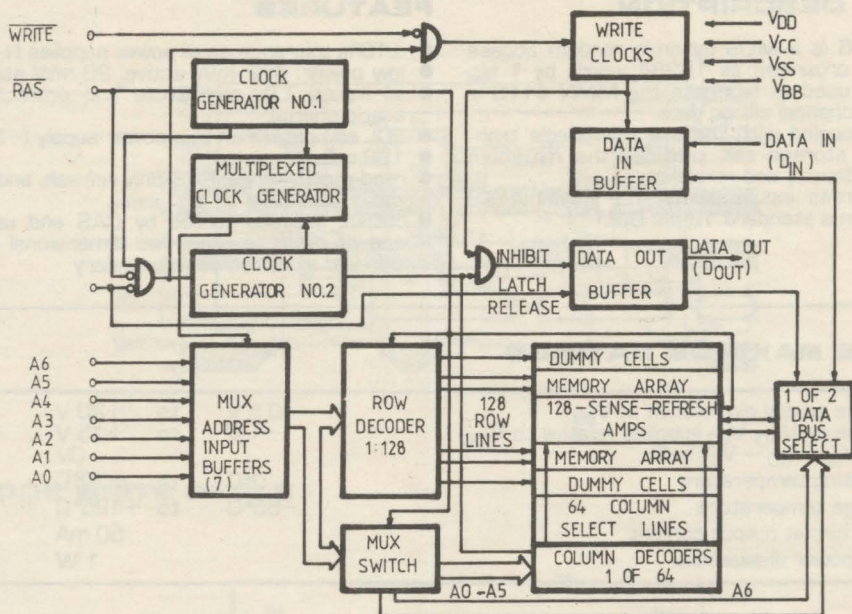 WRITE
RAS
CLOCK
GENERATOR NO.1
MULTIPLEXED
CLOCK GENERATOR
CLOCK
GENERATOR NO.2
WRITE
CLOCKS
VDD
VCC
VSS
VBB
DATA
IN
BUFFER
DATA IN
(DIN)
INHIBIT
LATCH
RELEASE
DATA OUT
BUFFER
DATA OUT
(DOUT)
A6
A5
A4
A3
A2
A1
A0
MUX
ADDRESS
INPUT
BUFFERS
(7)
ROW
DECODER
1:128
128
ROW
LINES
DUMMY CELLS
MEMORY ARRAY
128-SENSE-REFRESH
AMPS
MEMORY ARRAY
DUMMY CELLS
64 COLUMN
SELECT LINES
COLUMN DECODERS
1 OF 64
1 OF 2
DATA
BUS
SELECT
MUX
SWITCH
A0-A5
A6